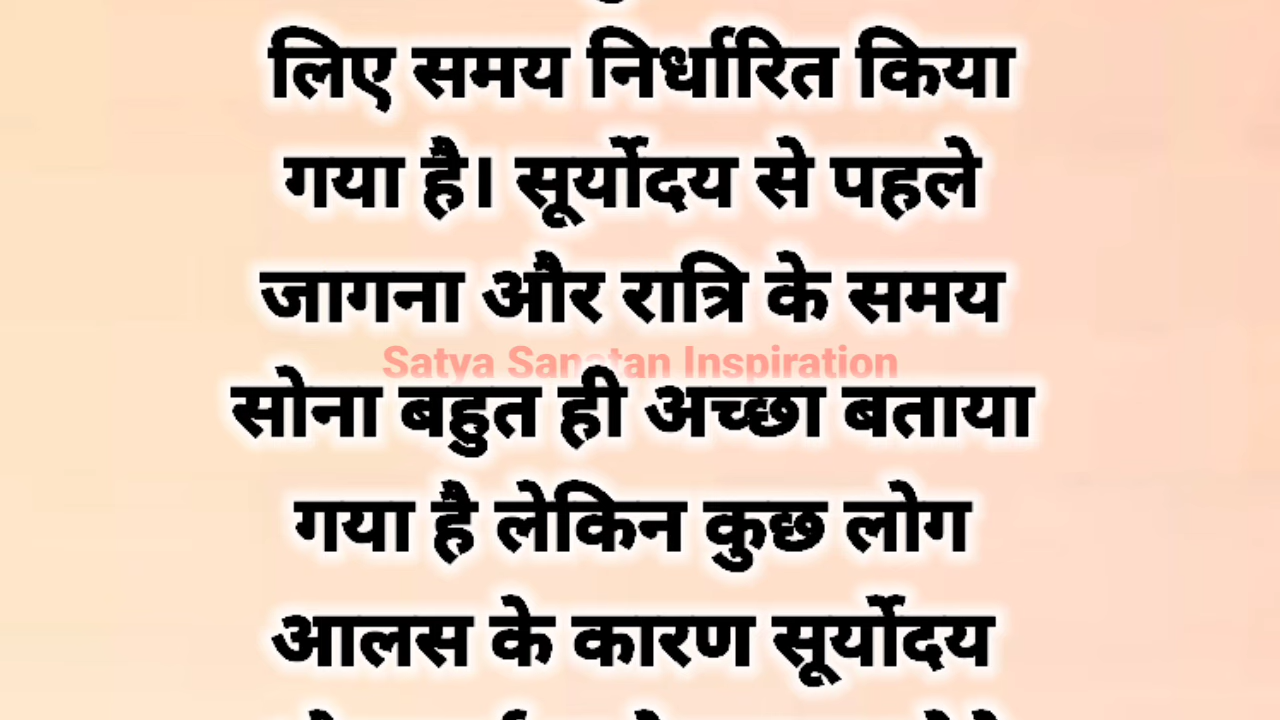 लिए समय निर्धारित किया
गया है। सूर्योदय से पहले
जागना और रात्रि के समय
Satya Sanatan Inspiration
सोना बहुत ही अच्छा बताया
गया है लेकिन कुछ लोग
आलस के कारण सूर्योदय